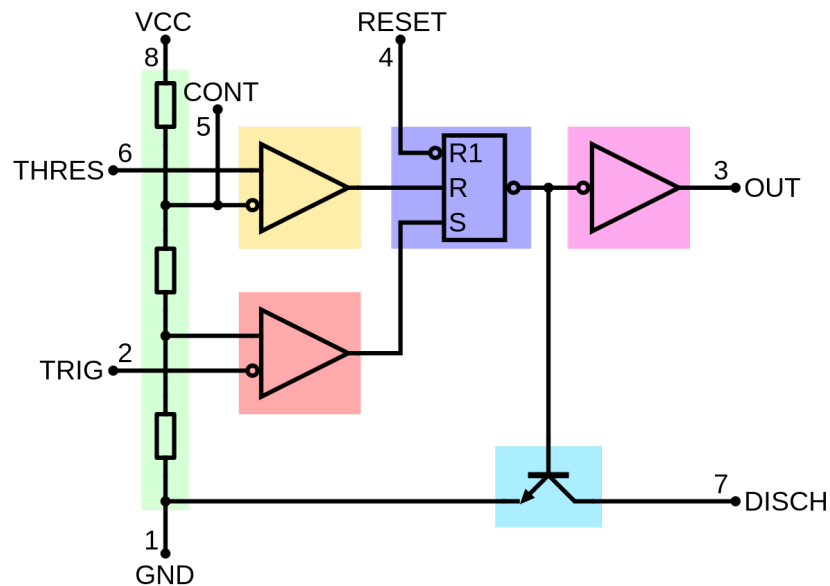 VCC
RESET
8
4
CONT
5
THRES
6
R1
R
S
3
OUT
2
TRIG
7
DISCH
1
GND